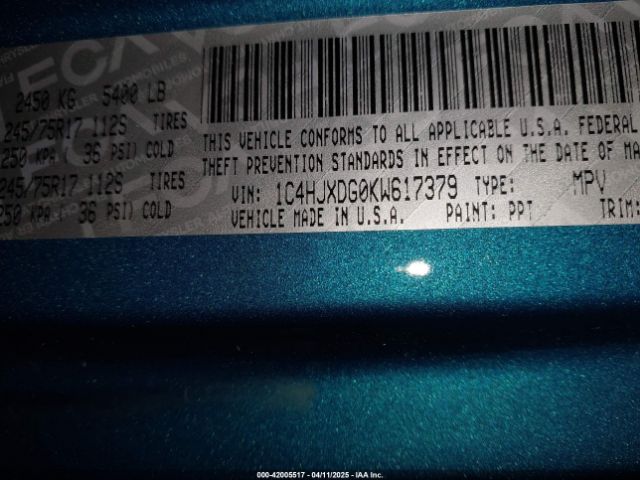 2450 KG 5400 LB
245/75R17 112S TIRES
250 KPA ( 36 PSI) COLD
245/75R17 112S TIRES
250 KPA ( 36 PSI) COLD
THIS VEHICLE CONFORMS TO ALL APPLICABLE U.S.A. FEDERAL
THEFT PREVENTION STANDARDS IN EFFECT ON THE DATE OF MA
VIN: 1C4HJXDG0KW617379 TYPE: MPV
VEHICLE MADE IN U.S.A. PAINT: PPT TRIM:
000-42005517 - 04/11/2025 - IAA Inc.